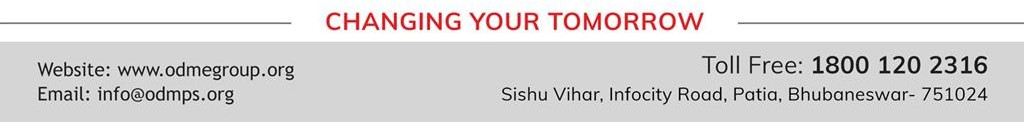 CHANGING YOUR TOMORROW
Website: www.odmegroup.org
Email: info@odmps.org
Toll Free: 1800 120 2316
Sishu Vihar, Infocity Road, Patia, Bhubaneswar- 751024